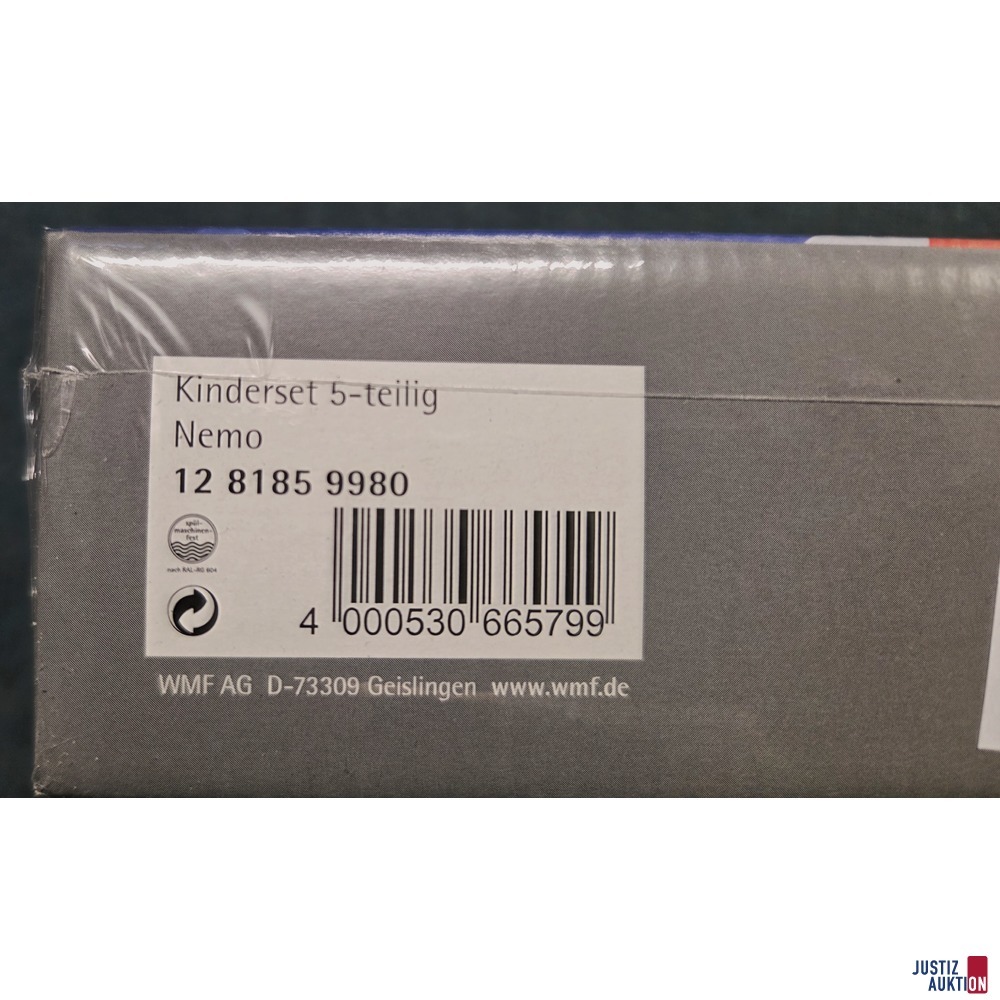 Kinderset 5-teilig
Nemo
12 8185 9980
spül-
maschinen-
fest
nach RAL-RG 604
4 000530 665799
WMF AG D-73309 Geislingen www.wmf.de
JUSTIZ
AUKTION